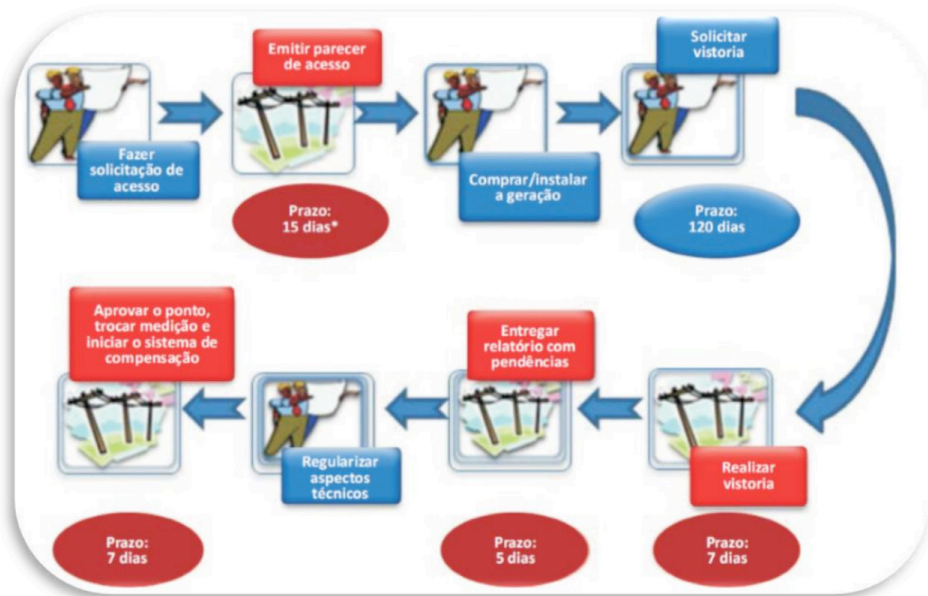 Fazer
solicitação de
acesso
Emitir parecer
de acesso
Prazo:
15 dias*
Comprar/instalar
a geração
Solicitar
vistoria
Prazo:
120 dias
Realizar
vistoria
Prazo:
7 dias
Entregar
relatório com
pendências
Prazo:
5 dias
Regularizar
aspectos
técnicos
Aprovar o ponto,
trocar medição e
iniciar o sistema de
compensação
Prazo:
7 dias